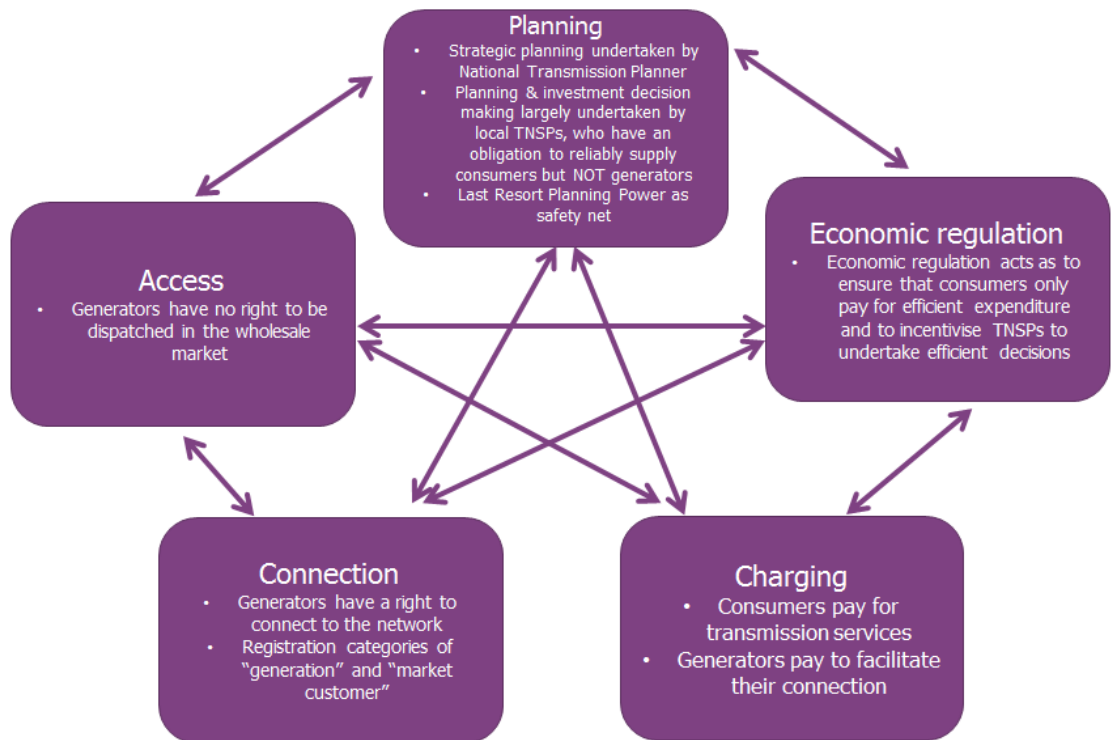 Planning
• Strategic planning undertaken by
National Transmission Planner
• Planning & investment decision
making largely undertaken by
local TNSPs, who have an
obligation to reliably supply
consumers but NOT generators
• Last Resort Planning Power as
safety net
Access
• Generators have no right to be
dispatched in the wholesale
market
Economic regulation
• Economic regulation acts as to
ensure that consumers only
pay for efficient expenditure
and to incentivise TNSPs to
undertake efficient decisions
Connection
• Generators have a right to
connect to the network
• Registration categories of
“generation” and “market
customer”
Charging
• Consumers pay for
transmission services
• Generators pay to facilitate
their connection